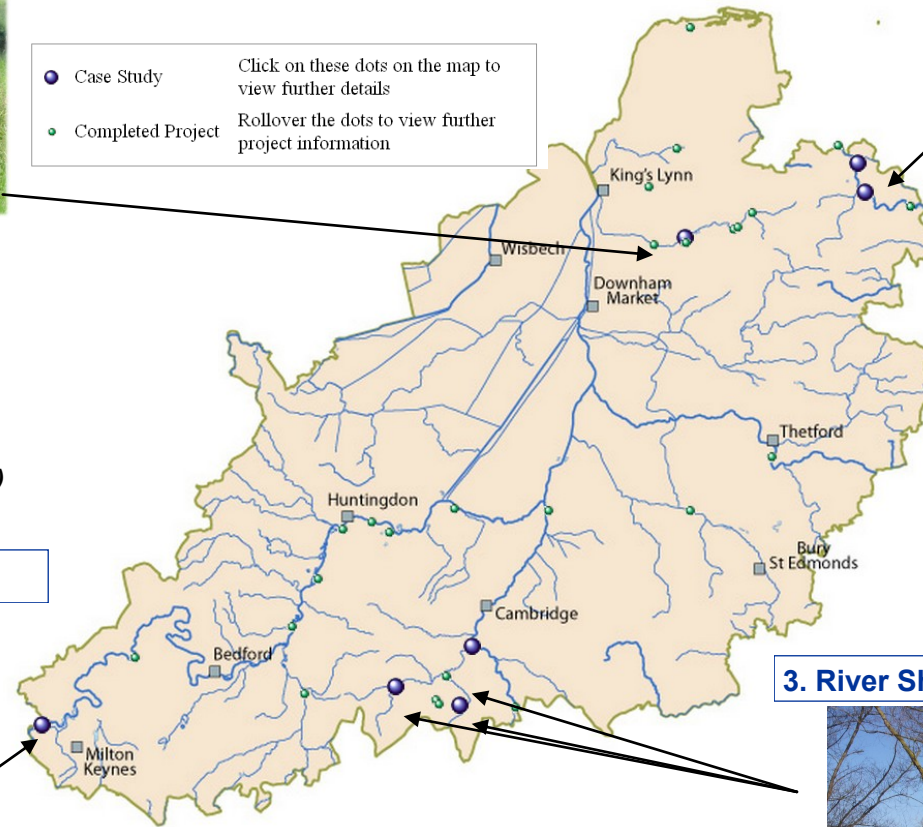 Case Study
Click on these dots on the map to
view further details
Completed Project
Rollover the dots to view further
project information
King's Lynn
Wisbech
Downham
Market
Thetford
)
Huntingdon
Bury
St Edmonds
Cambridge
Bedford
3. River Sh
Milton
Keynes